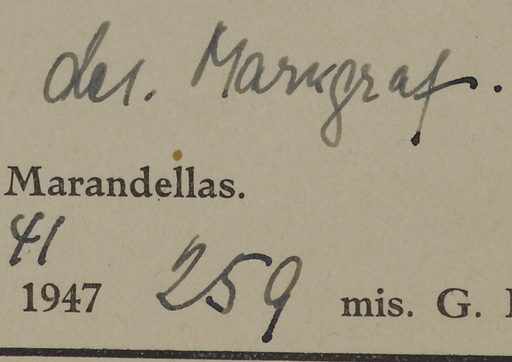 det. Markgraf.
Marandellas.
41
1947 259 mis. G.